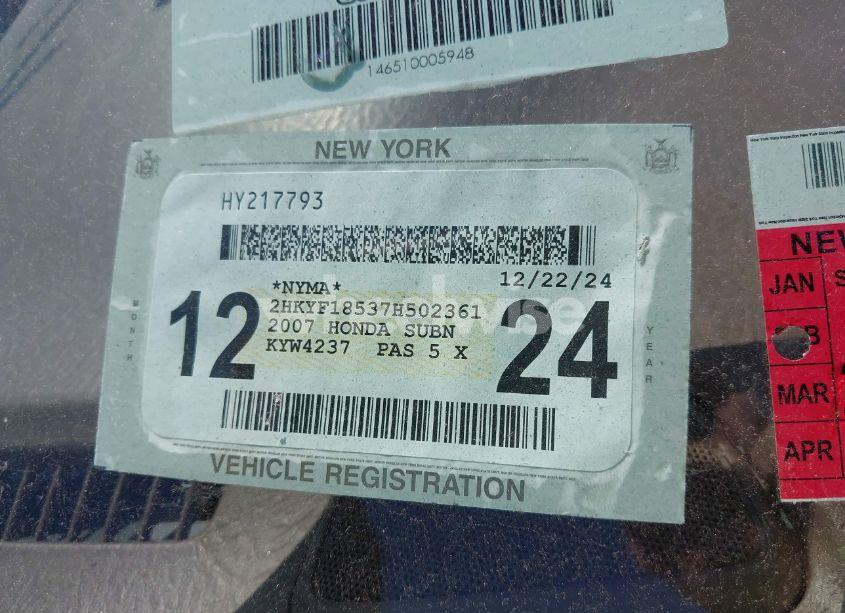 146510005948
NEW YORK
HY217793
*NYMA* 12/22/24
2HKYF18537H502361
2007 HONDA SUBN
KYW4237 PAS 5 X
12
24
MONTH
YEAR
VEHICLE REGISTRATION
NEW
JAN
MAR
APR